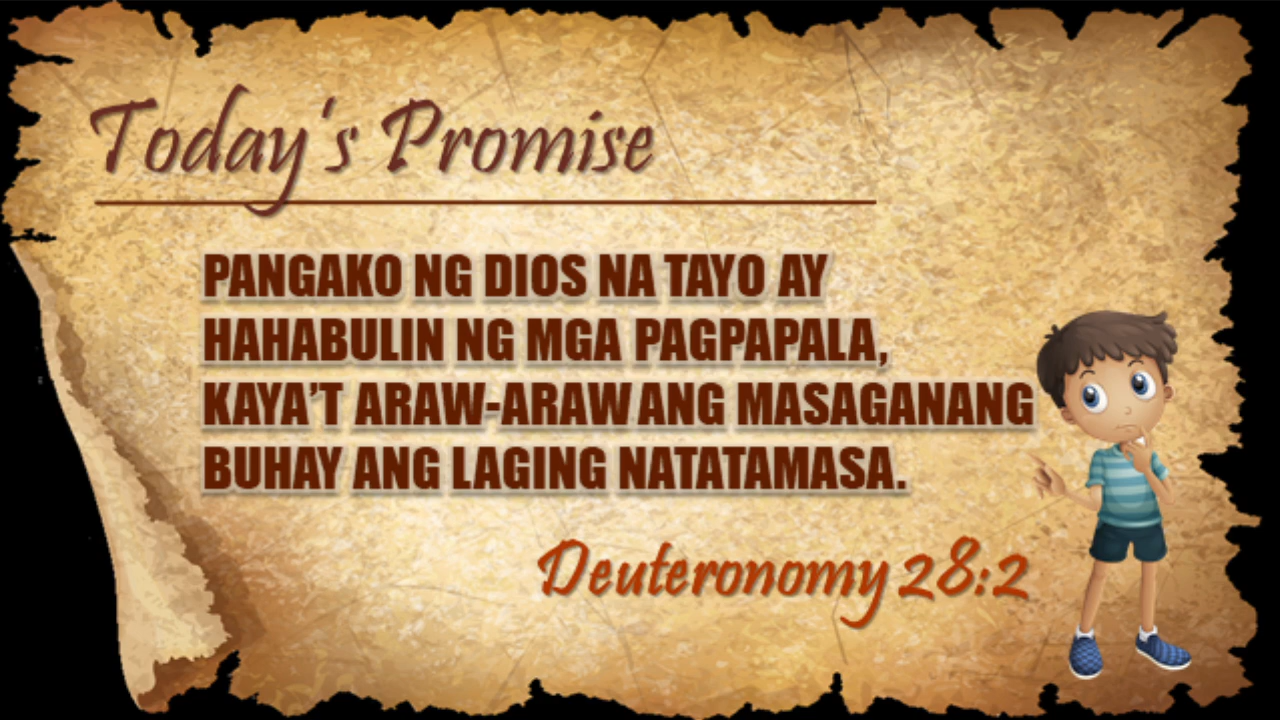 Today's Promise
PANGAKO NG DIOS NA TAYO AY
HAHABULIN NG MGA PAGPAPALA,
KAYA’T ARAW-ARAW ANG MASAGANANG
BUHAY ANG LAGING NATATAMASA.
Deuteronomy 28:2